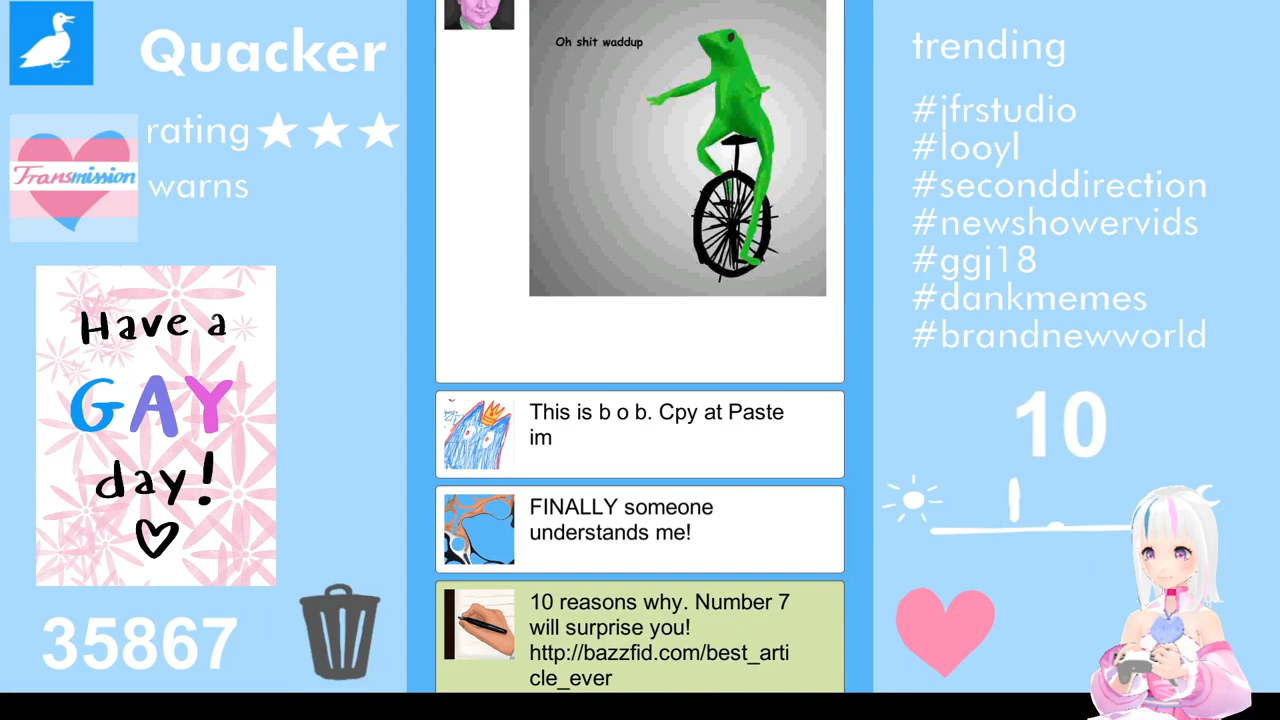 Quacker
rating
Transmission
warns
Have a
GAY
day!
35867
Oh shit waddup
This is b o b. Cpy at Paste
im
FINALLY someone
understands me!
10 reasons why. Number 7
will surprise you!
http://bazzfid.com/best_arti
cle_ever
trending
#jfrstudio
#looyl
#seconddirection
#newshowervids
#ggj18
#dankmemes
#brandnewworld
10